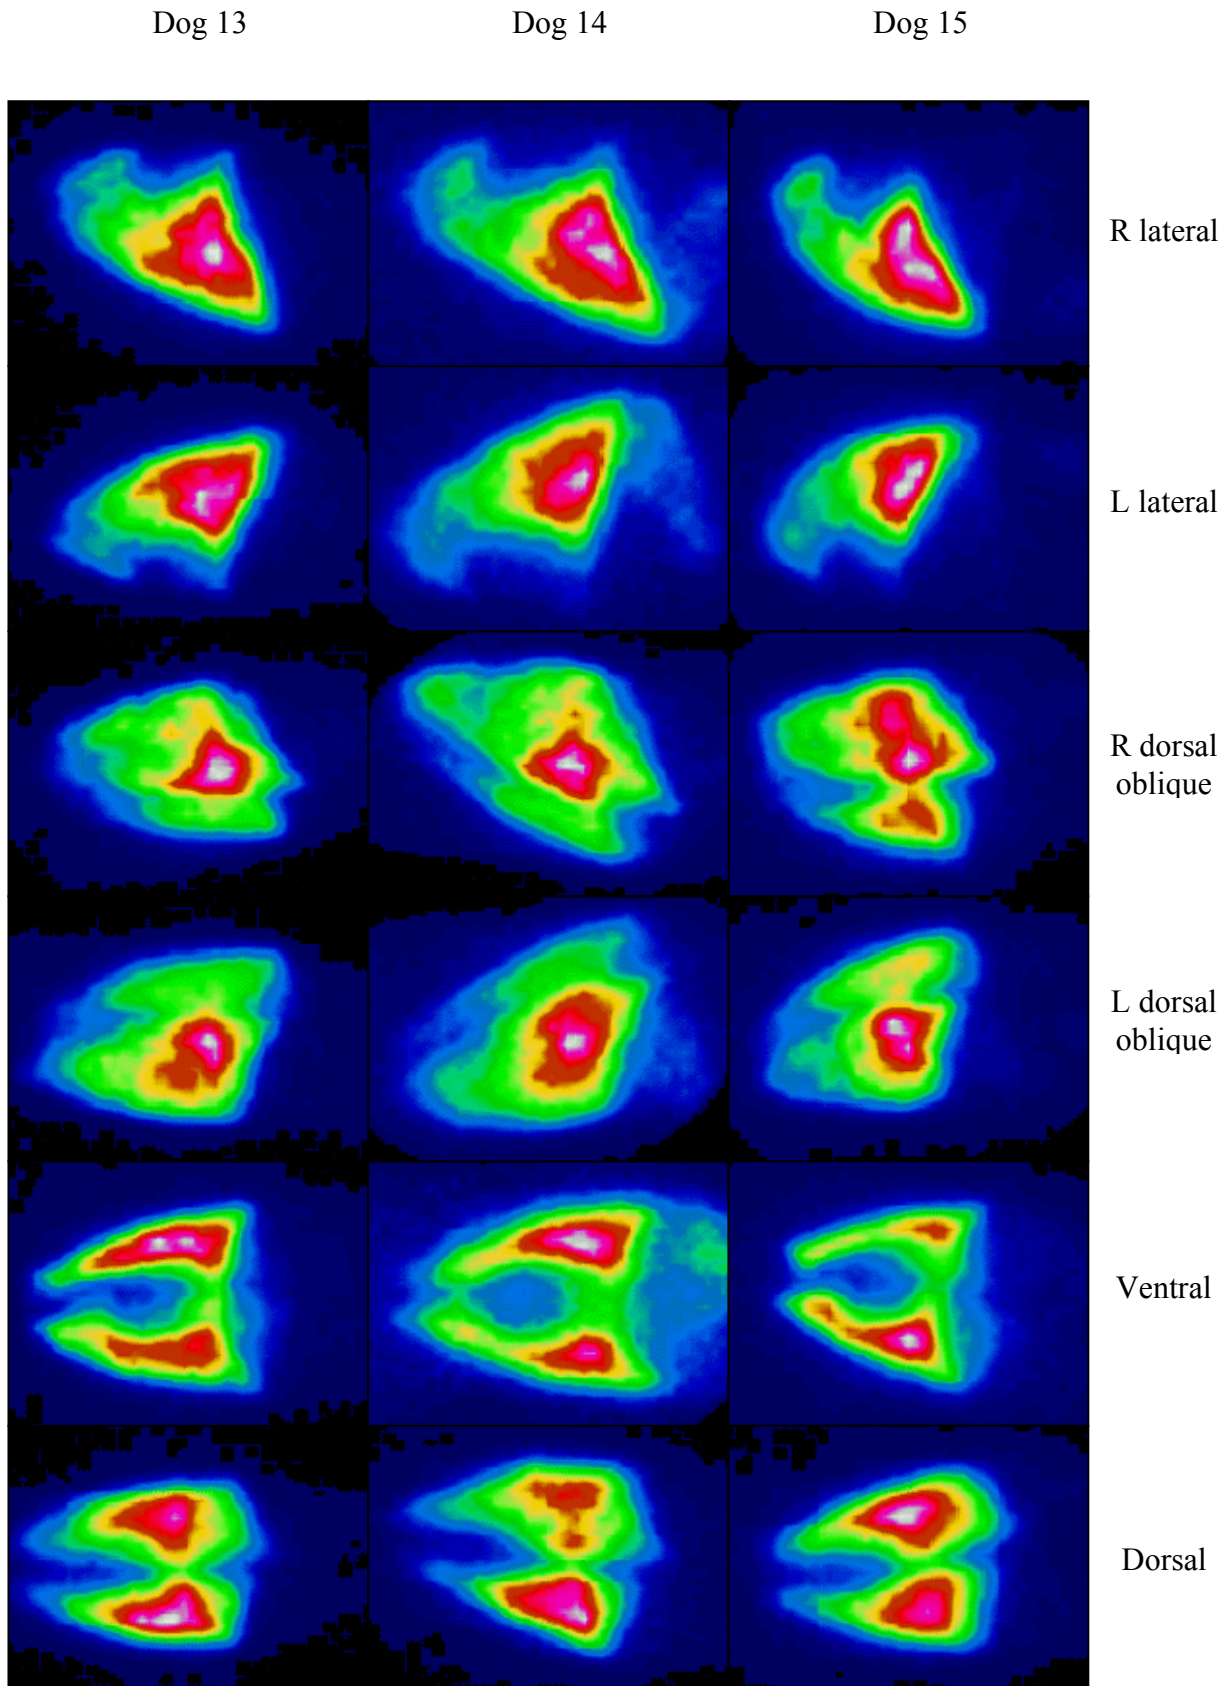 Dog 13
Dog 14
Dog 15
R lateral
L lateral
R dorsal
oblique
L dorsal
oblique
Ventral
Dorsal